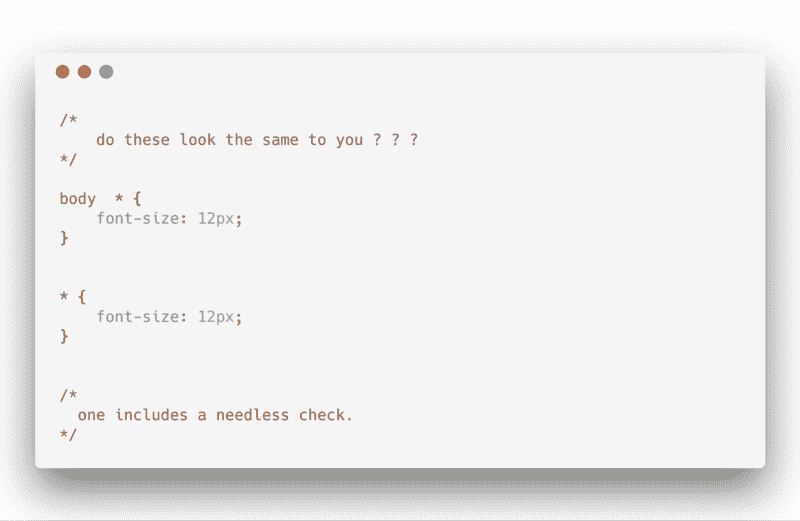 /*
    do these look the same to you ? ? ?
*/
body  * {
    font-size: 12px;
}
* {
    font-size: 12px;
}
/*
  one includes a needless check.
*/